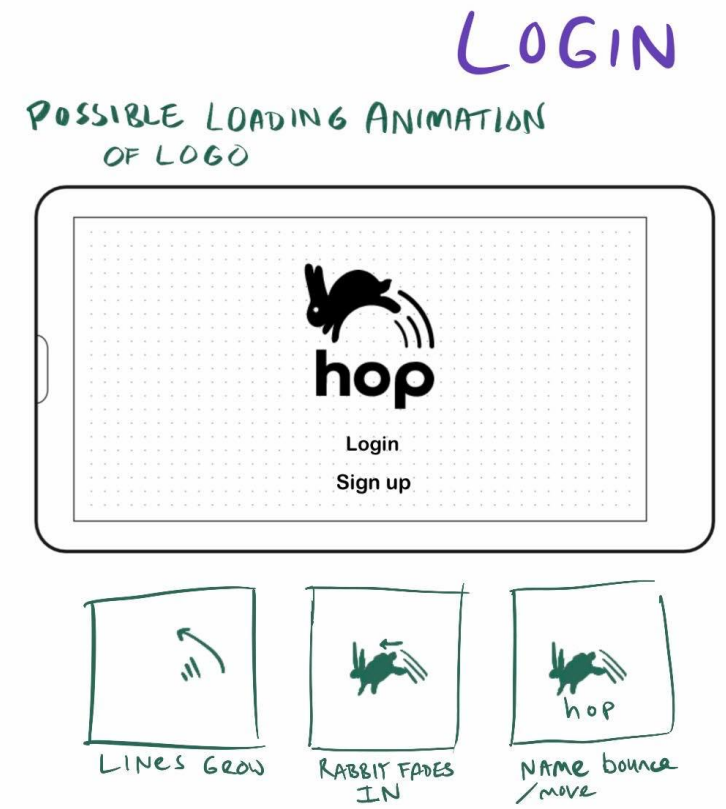 LOGIN
POSSIBLE LOADING ANIMATION
OF LOGO
hop
Login
Sign up
hop
LINES GROW
RABBIT FADES
IN
NAME bounce
/move